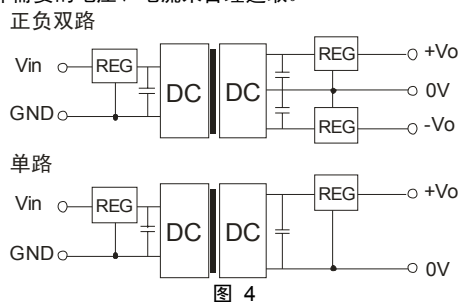 正负双路
Vin
REG
GND
DC
DC
REG
+Vo
0V
REG
-Vo
单路
Vin
REG
GND
DC
DC
REG
+Vo
0V
图 4